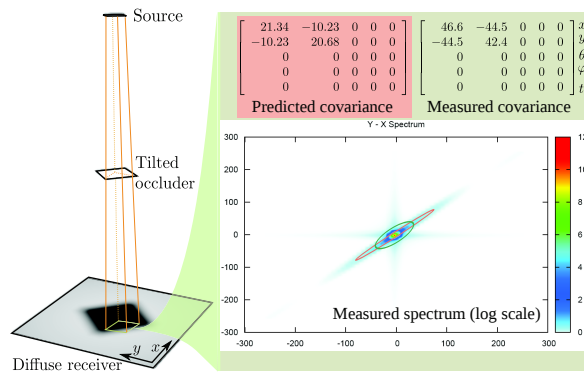 Source
Tilted
occluder
Diffuse receiver
y
x
21.34 −10.23 0 0 0
−10.23 20.68 0 0 0
0 0 0 0 0
0 0 0 0 0
0 0 0 0 0
Predicted covariance
46.6 −44.5 0 0 0 x
−44.5 42.4 0 0 0 y
0 0 0 0 0 θ
0 0 0 0 0 φ
0 0 0 0 0 t
Measured covariance
Y - X Spectrum
300
200
100
0
-100
-200
-300
-300 -200 -100 0 100 200 300
Measured spectrum (log scale)
12
10
8
6
4
2
0